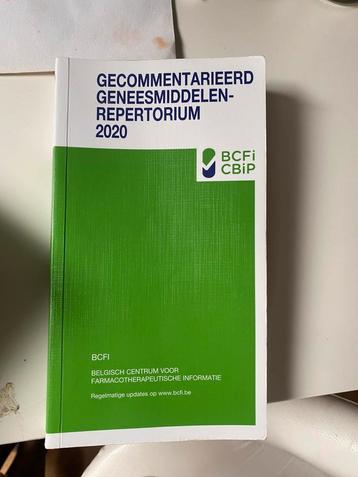 GECOMMENTARIEERD
GENEESMIDDELEN-
REPERTORIUM
2020
BCFi
CBiP
BCFI
BELGISCH CENTRUM VOOR
FARMACOTHERAPEUTISCHE INFORMATIE
Regelmatige updates op www.bcfi.be